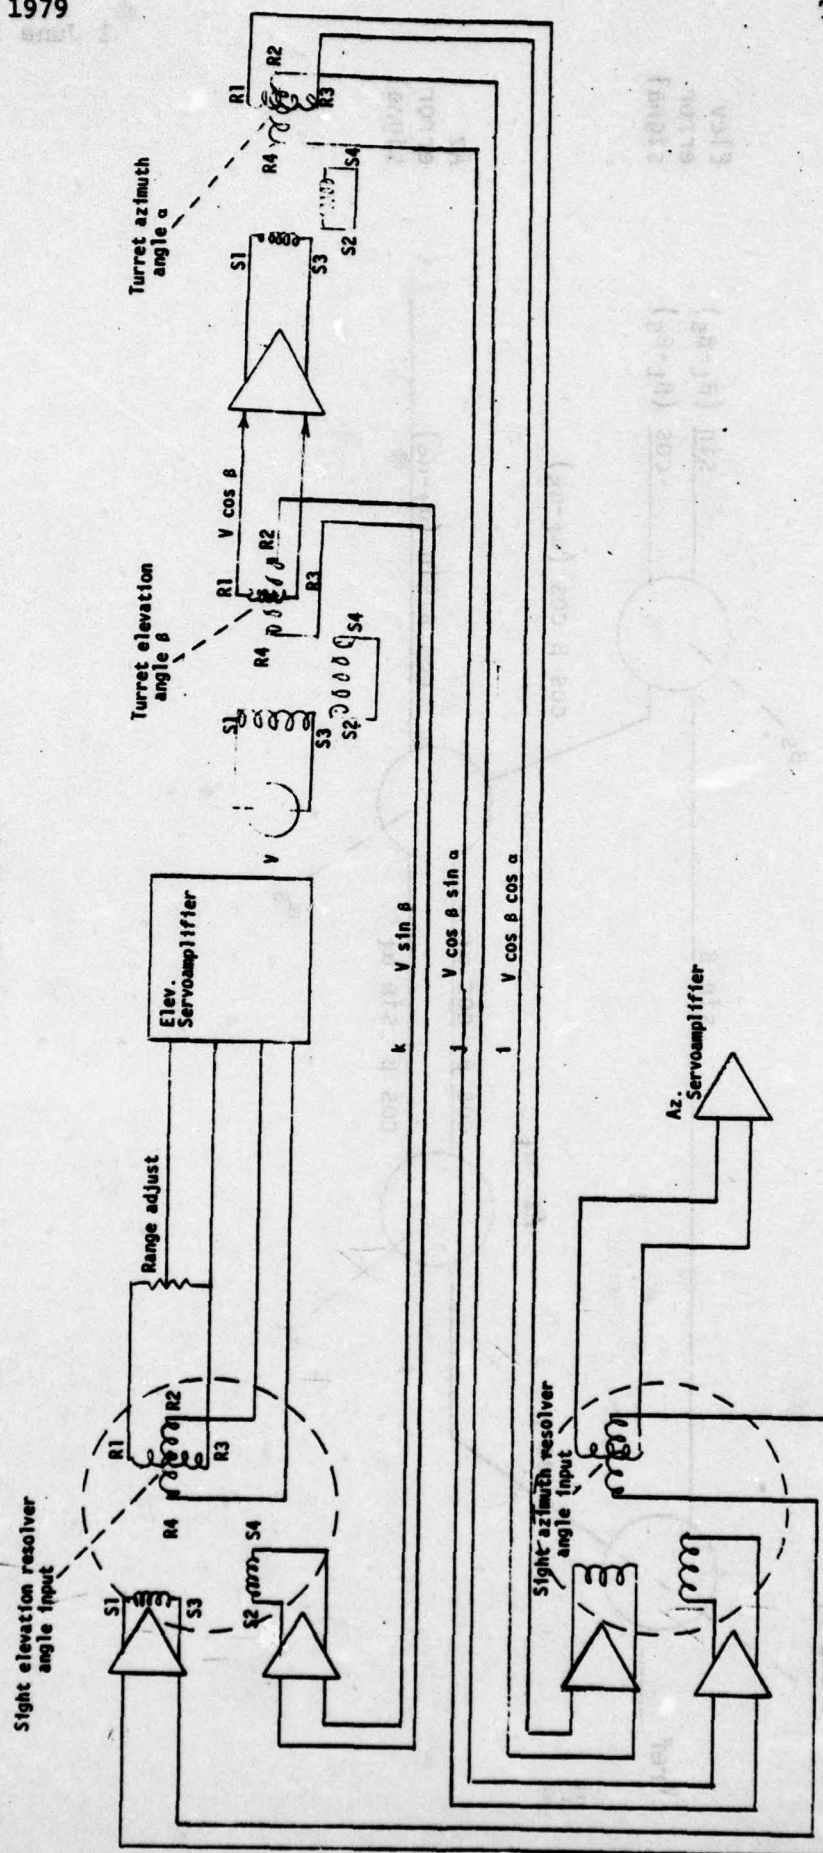 1979
Sight elevation resolver
angle input
S1
S3
R4
R1
R2
R3
S2
S4
Range adjust
Elev.
Servoamplifier
V
Turret elevation
angle β
S1
S3
S2
S4
R4
R1
R2
R3
V cos β
Turret azimuth
angle α
S1
S3
S2
S4
R4
R1
R2
R3
k
V sin β
j
V cos β sin α
i
V cos β cos α
Sight azimuth resolver
angle input
Az.
Servoamplifier